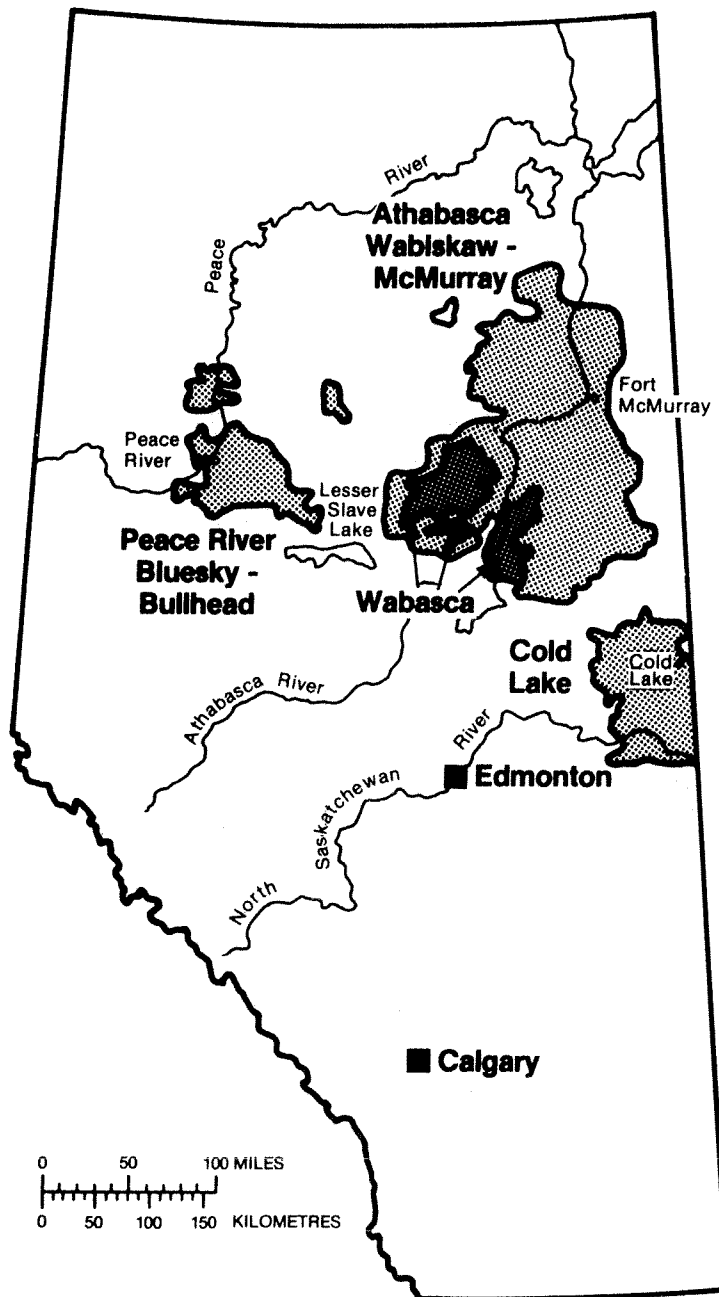 River
Peace
Athabasca
Wabiskaw -
McMurray
Fort
McMurray
Peace
River
Lesser
Slave
Lake
Peace River
Bluesky -
Bullhead
Wabasca
Cold
Lake
Cold
Lake
Athabasca River
River
Saskatchewan
North
Edmonton
Calgary
0 50 100 MILES
0 50 100 150 KILOMETRES